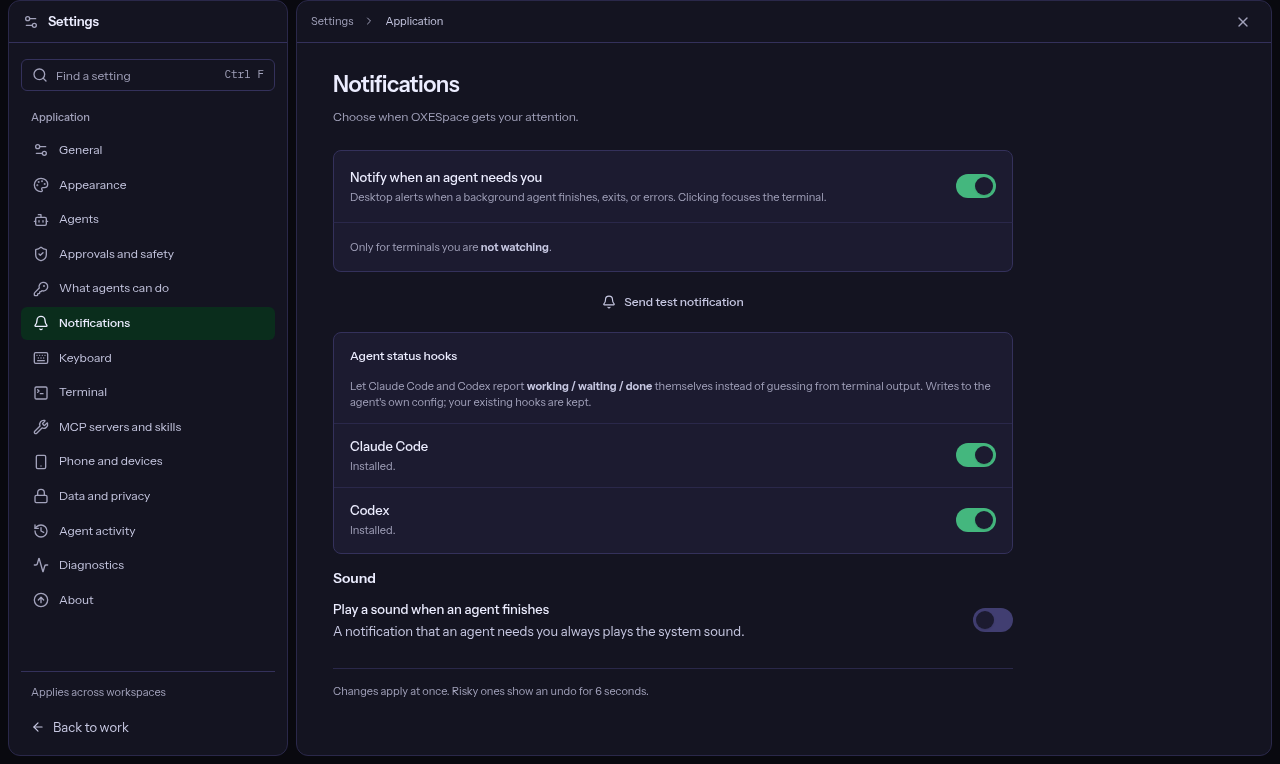 Settings
Find a setting
Ctrl F
Application
General
Appearance
Agents
Approvals and safety
What agents can do
Notifications
Keyboard
Terminal
MCP servers and skills
Phone and devices
Data and privacy
Agent activity
Diagnostics
About
Applies across workspaces
Back to work
Settings > Application
Notifications
Choose when OXESpace gets your attention.
Notify when an agent needs you
Desktop alerts when a background agent finishes, exits, or errors. Clicking focuses the terminal.
Only for terminals you are not watching.
Send test notification
Agent status hooks
Let Claude Code and Codex report working / waiting / done themselves instead of guessing from terminal output. Writes to the
agent's own config; your existing hooks are kept.
Claude Code
Installed.
Codex
Installed.
Sound
Play a sound when an agent finishes
A notification that an agent needs you always plays the system sound.
Changes apply at once. Risky ones show an undo for 6 seconds.